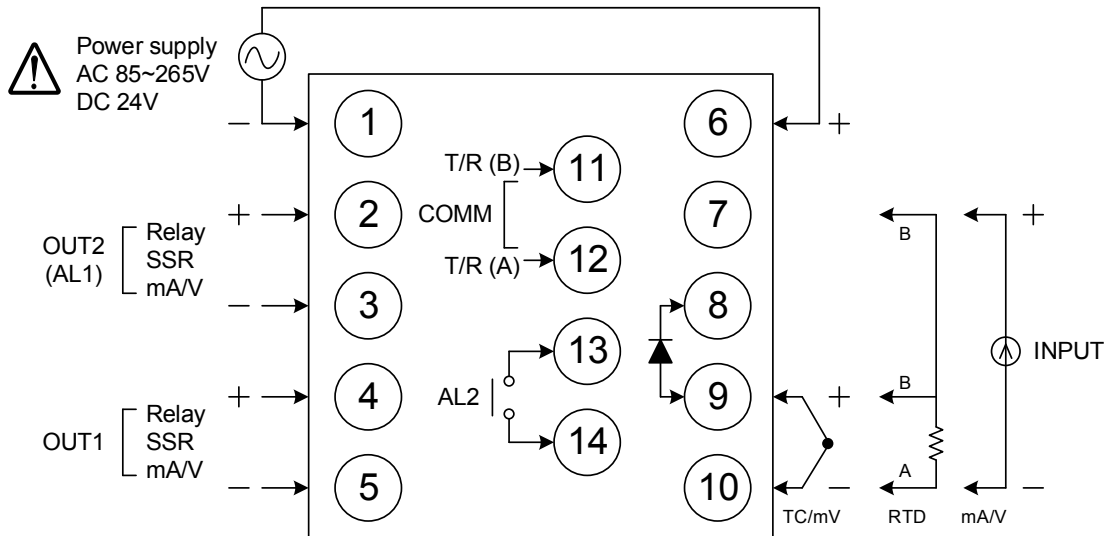 Power supply
AC 85~265V
DC 24V
− 1
6 +
T/R (B) 11
+ 2
COMM
7
B
+
OUT2
(AL1)
Relay
SSR
mA/V
T/R (A) 12
− 3
8
13
INPUT
+ 4
AL2
9 +
B
OUT1
Relay
SSR
mA/V
14
− 5
10 −
A
−
TC/mV
RTD
mA/V